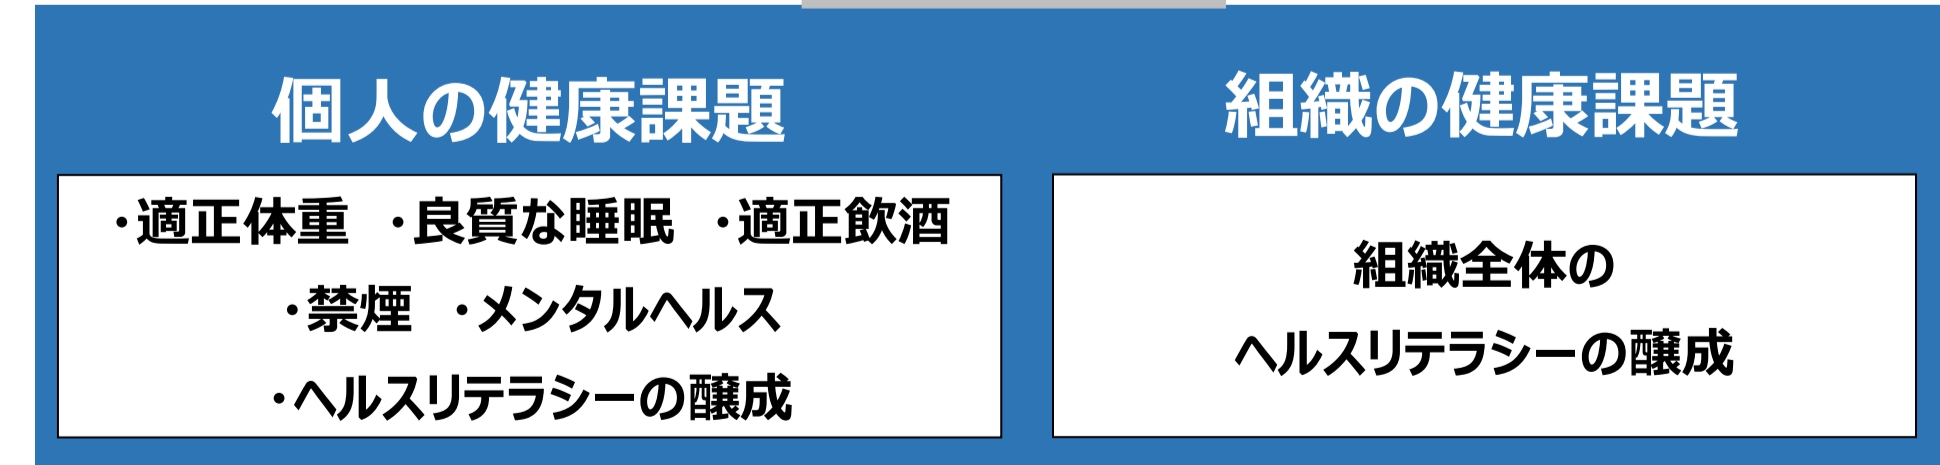 個人の健康課題
・適正体重　・良質な睡眠　・適正飲酒
・禁煙　・メンタルヘルス
・ヘルスリテラシーの醸成
組織の健康課題
組織全体の
ヘルスリテラシーの醸成